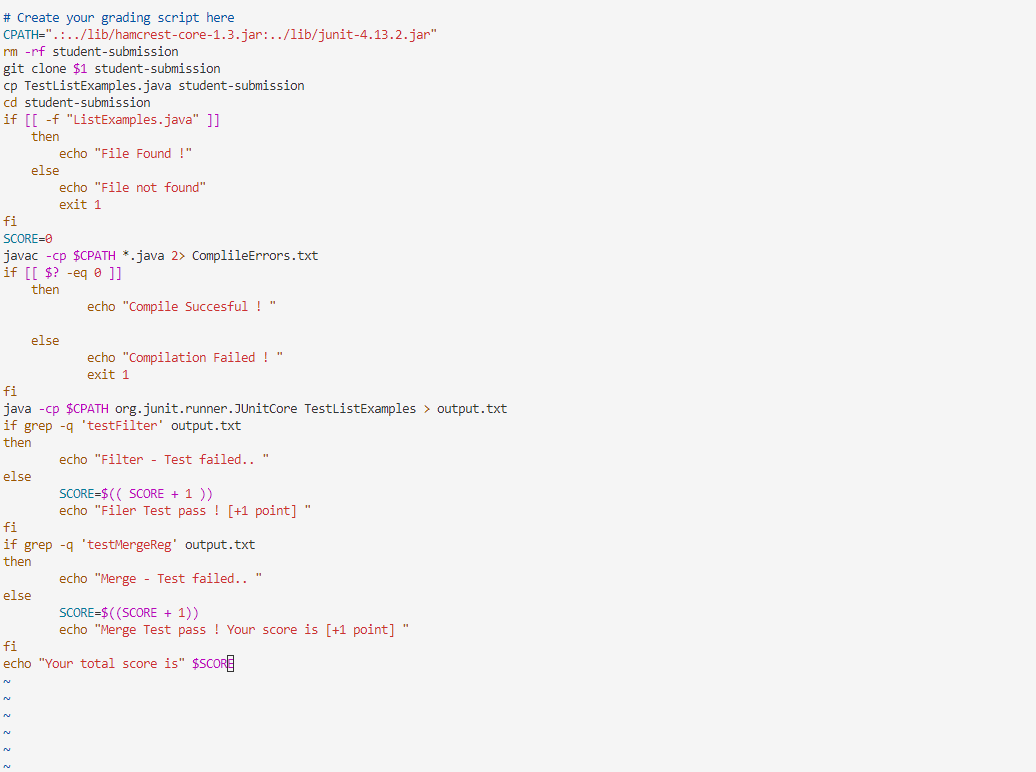 # Create your grading script here
CPATH=".:../lib/hamcrest-core-1.3.jar:../lib/junit-4.13.2.jar"
rm -rf student-submission
git clone $1 student-submission
cp TestListExamples.java student-submission
cd student-submission
if [[ -f "ListExamples.java" ]]
    then
        echo "File Found !"
    else
        echo "File not found"
        exit 1
fi
SCORE=0
javac -cp $CPATH *.java 2> ComplileErrors.txt
if [[ $? -eq 0 ]]
    then
            echo "Compile Succesful ! "

    else
            echo "Compilation Failed ! "
            exit 1
fi
java -cp $CPATH org.junit.runner.JUnitCore TestListExamples > output.txt
if grep -q 'testFilter' output.txt
then
        echo "Filter - Test failed.. "
else
        SCORE=$(( SCORE + 1 ))
        echo "Filer Test pass ! [+1 point] "
fi
if grep -q 'testMergeReg' output.txt
then
        echo "Merge - Test failed.. "
else
        SCORE=$((SCORE + 1))
        echo "Merge Test pass ! Your score is [+1 point] "
fi
echo "Your total score is" $SCORE
~
~
~
~
~
~